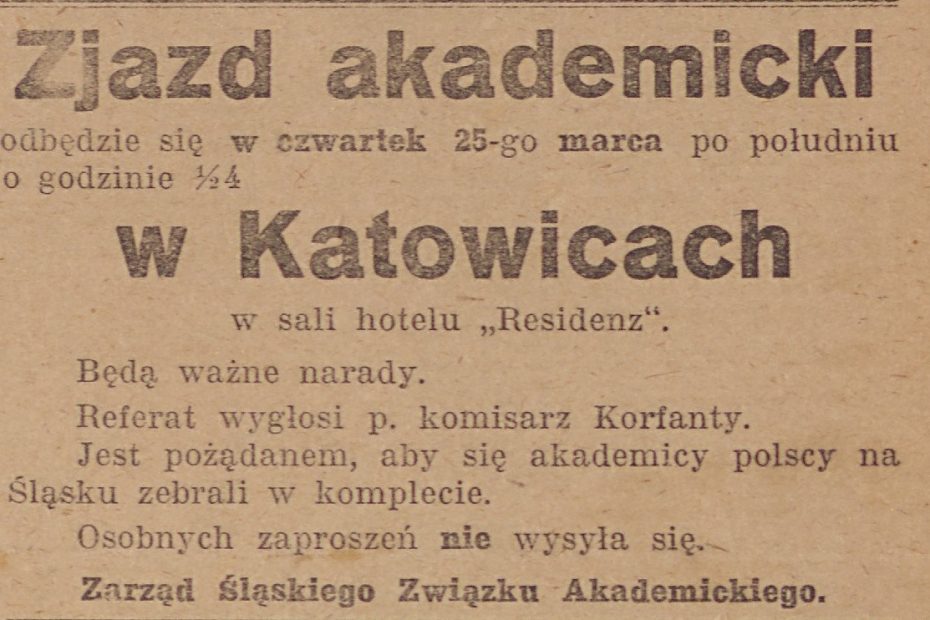 Zjazd akademicki
odbędzie się w czwartek 25-go marca po południu
o godzinie ½4
w Katowicach
w sali hotelu „Residenz“.
Będą ważne narady.
Referat wygłosi p. komisarz Korfanty.
Jest pożądanem, aby się akademicy polscy na
Śląsku zebrali w komplecie.
Osobnych zaproszeń nie wysyła się.
Zarząd Śląskiego Związku Akademickiego.